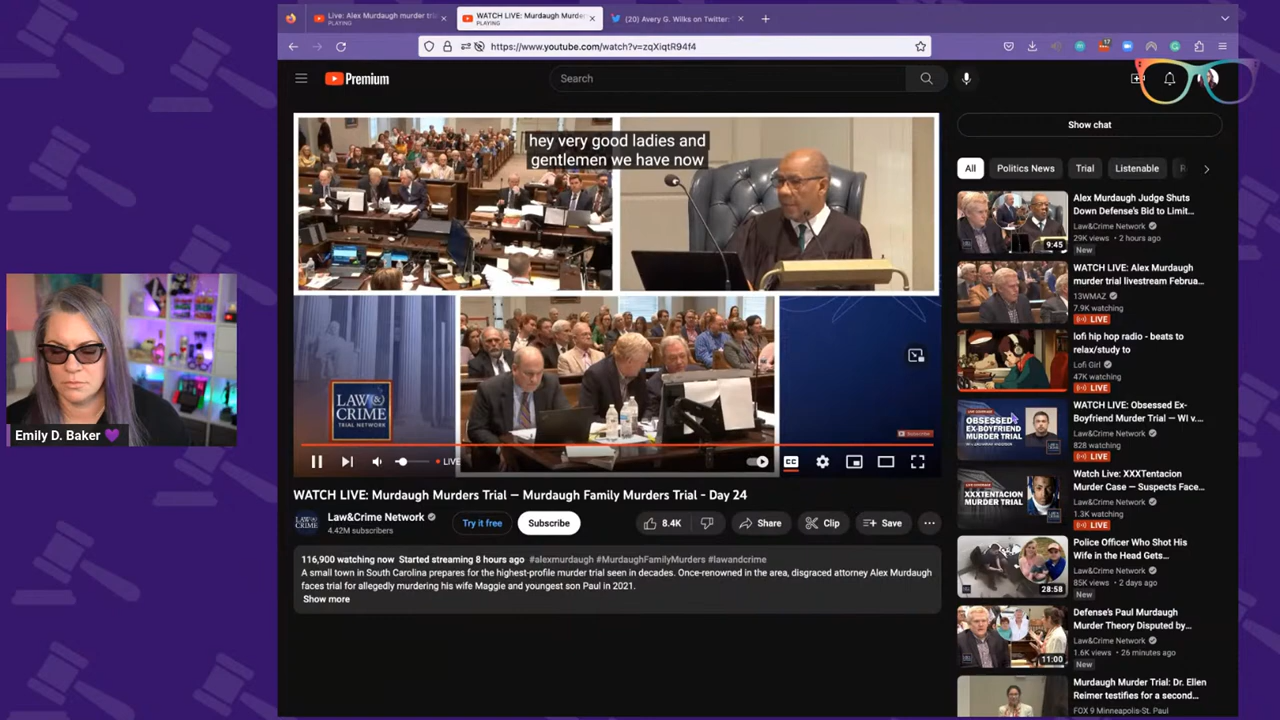 Live: Alex Murdaugh murder tri
PLAYING
WATCH LIVE: Murdaugh Murder
PLAYING
(20) Avery G. Wilks on Twitter:
https://www.youtube.com/watch?v=zqXiqtR94f4
Premium
Search
hey very good ladies and
gentlemen we have now
LAW
&CRIME
TRIAL NETWORK
LIVE
CC
Emily D. Baker 💜
WATCH LIVE: Murdaugh Murders Trial — Murdaugh Family Murders Trial - Day 24
Law&Crime Network
4.42M subscribers
Try it free
Subscribe
8.4K
Share
Clip
Save
116,900 watching now Started streaming 8 hours ago #alexmurdaugh #MurdaughFamilyMurders #lawandcrime
A small town in South Carolina prepares for the highest-profile murder trial seen in decades. Once-renowned in the area, disgraced attorney Alex Murdaugh
faces trial for allegedly murdering his wife Maggie and youngest son Paul in 2021.
Show more
Show chat
All
Politics News
Trial
Listenable
R
Alex Murdaugh Judge Shuts
Down Defense's Bid to Limit...
Law&Crime Network
29K views • 2 hours ago
New
9:45
WATCH LIVE: Alex Murdaugh
murder trial livestream Februa...
13WMAZ
7.9K watching
LIVE
lofi hip hop radio - beats to
relax/study to
Lofi Girl
47K watching
LIVE
OBSESSED EX-
BOYFRIEND
MURDER TRIAL
WATCH LIVE: Obsessed Ex-
Boyfriend Murder Trial — WI v...
Law&Crime Network
828 watching
LIVE
XXXTENTACION
MURDER TRIAL
Watch Live: XXXTentacion
Murder Case — Suspects Face...
Law&Crime Network
1.3K watching
LIVE
Police Officer Who Shot His
Wife in the Head Gets...
Law&Crime Network
85K views • 2 days ago
New
28:58
Defense's Paul Murdaugh
Murder Theory Disputed by...
Law&Crime Network
1.6K views • 26 minutes ago
New
11:00
Murdaugh Murder Trial: Dr. Ellen
Reimer testifies for a second...
FOX 9 Minneapolis-St. Paul